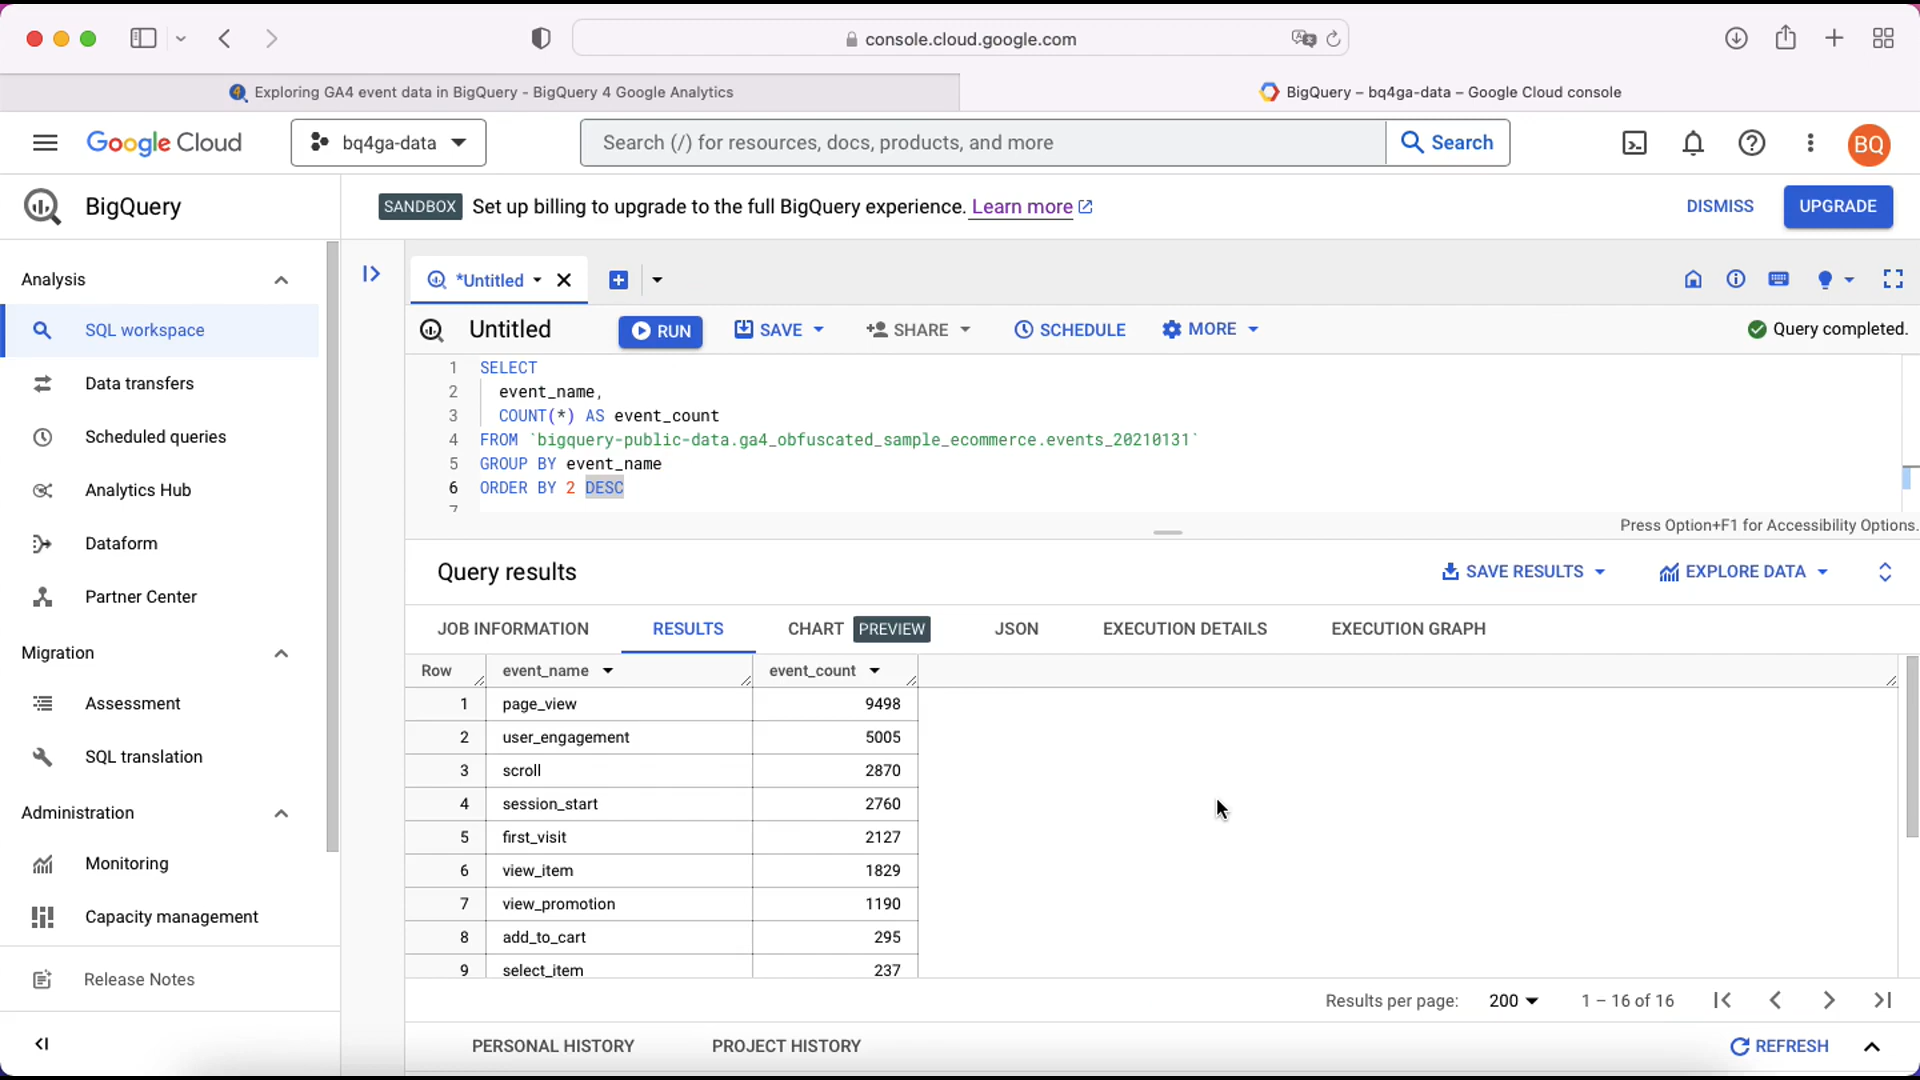 console.cloud.google.com
Exploring GA4 event data in BigQuery - BigQuery 4 Google Analytics
BigQuery – bq4ga-data – Google Cloud console
Google Cloud
bq4ga-data
Search (/) for resources, docs, products, and more
Search
BQ
BigQuery
SANDBOX Set up billing to upgrade to the full BigQuery experience. Learn more
DISMISS
UPGRADE
Analysis
SQL workspace
Data transfers
Scheduled queries
Analytics Hub
Dataform
Partner Center
Migration
Assessment
SQL translation
Administration
Monitoring
Capacity management
Release Notes
*Untitled
Untitled
RUN
SAVE
SHARE
SCHEDULE
MORE
Query completed.
1 SELECT
2 event_name,
3 COUNT(*) AS event_count
4 FROM `bigquery-public-data.ga4_obfuscated_sample_ecommerce.events_20210131`
5 GROUP BY event_name
6 ORDER BY 2 DESC
7
Press Option+F1 for Accessibility Options.
Query results
SAVE RESULTS
EXPLORE DATA
JOB INFORMATION
RESULTS
CHART PREVIEW
JSON
EXECUTION DETAILS
EXECUTION GRAPH
Row event_name event_count
1 page_view 9498
2 user_engagement 5005
3 scroll 2870
4 session_start 2760
5 first_visit 2127
6 view_item 1829
7 view_promotion 1190
8 add_to_cart 295
9 select_item 237
Results per page: 200 1 – 16 of 16
PERSONAL HISTORY
PROJECT HISTORY
REFRESH